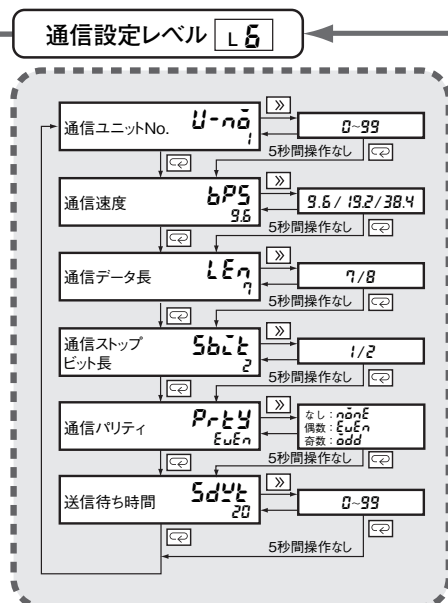 通信設定レベル L6
通信ユニットNo. U-no 1
»
0~99
5秒間操作なし
通信速度 bPS 9.6
»
9.6 / 19.2/38.4
5秒間操作なし
通信データ長 LEn 7
»
7/8
5秒間操作なし
通信ストップ
ビット長
Sbit 2
»
1/2
5秒間操作なし
通信パリティ PrtY EvEn
»
なし：nonE
偶数：EvEn
奇数：odd
5秒間操作なし
送信待ち時間 SdWt 20
»
0~99
5秒間操作なし